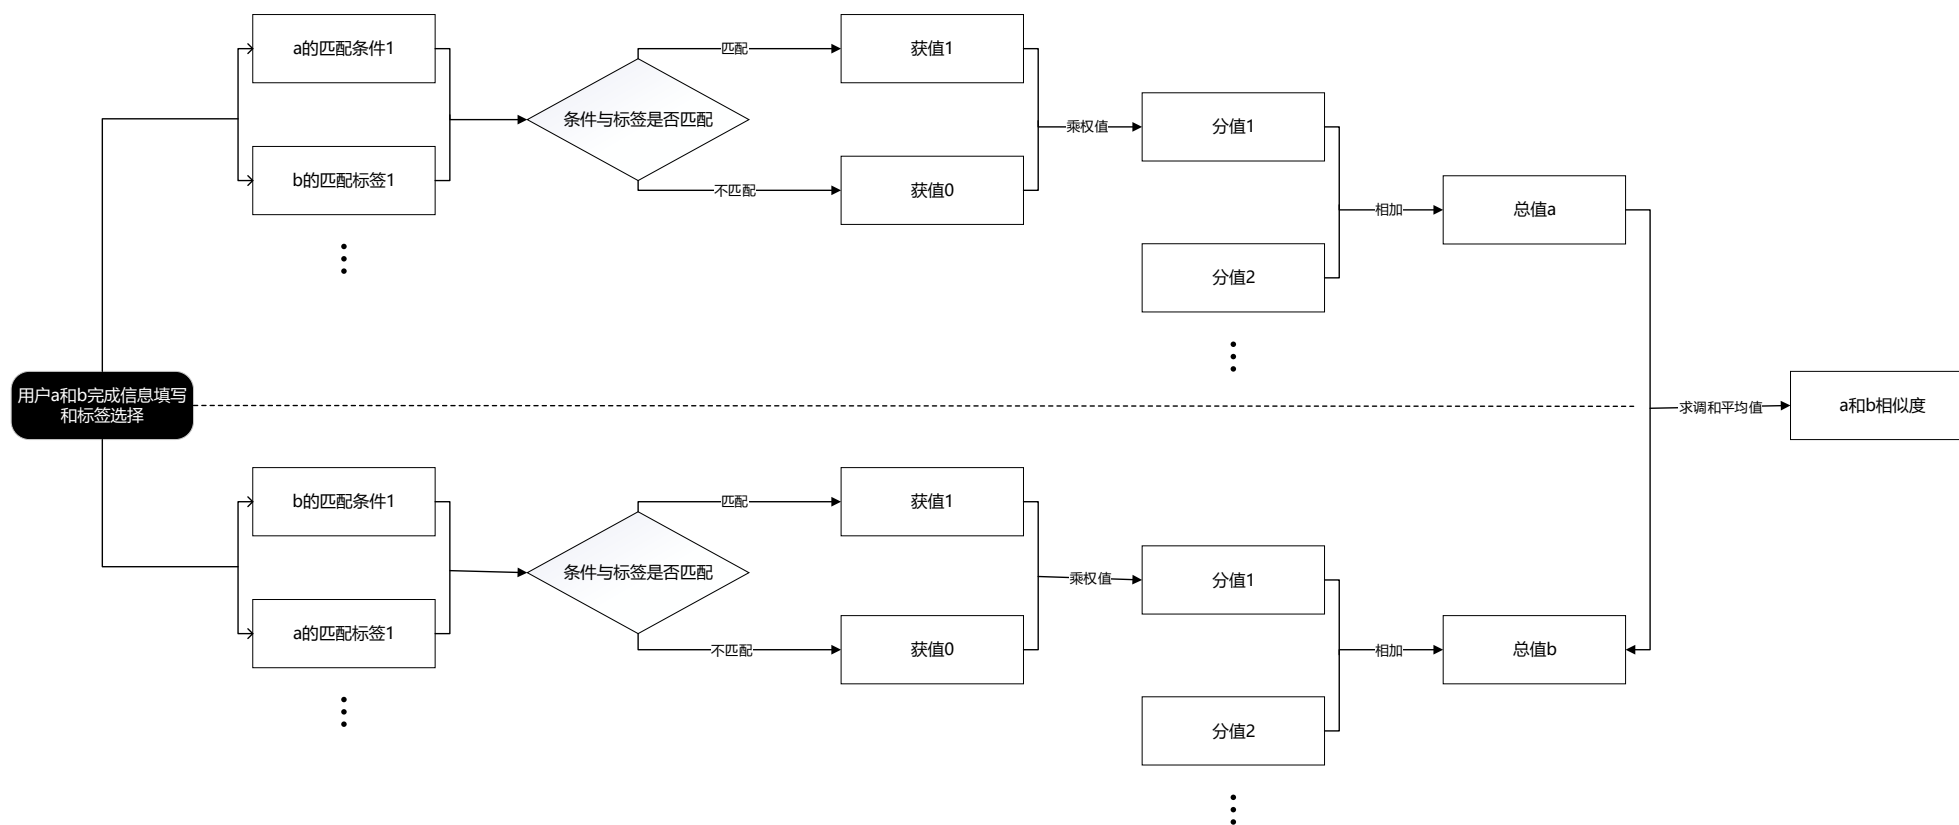 a的匹配条件1
b的匹配标签1
条件与标签是否匹配
匹配
不匹配
获值1
获值0
乘权值
分值1
分值2
相加
总值a
用户a和b完成信息填写
和标签选择
求调和平均值
a和b相似度
b的匹配条件1
a的匹配标签1
条件与标签是否匹配
匹配
不匹配
获值1
获值0
乘权值
分值1
分值2
相加
总值b